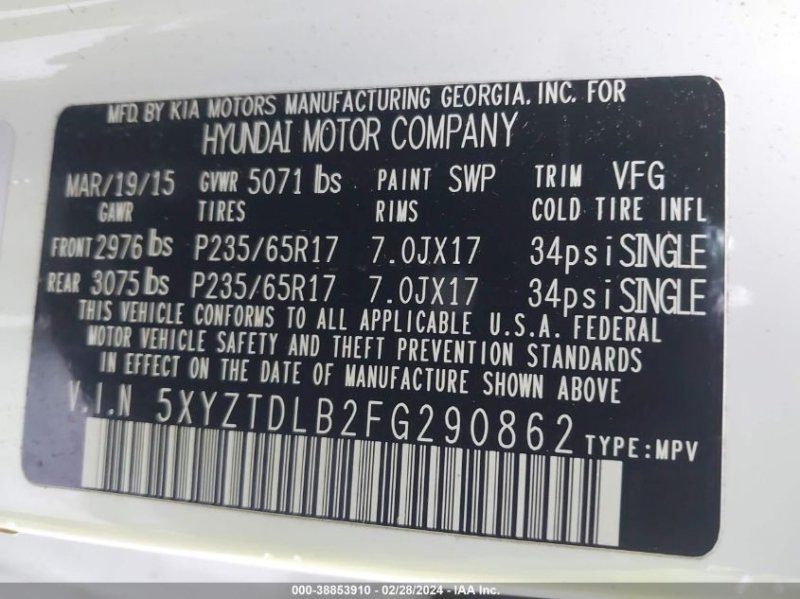 MFD. BY KIA MOTORS MANUFACTURING GEORGIA, INC. FOR
HYUNDAI MOTOR COMPANY
MAR/19/15 GVWR 5071 lbs PAINT SWP TRIM VFG
GAWR TIRES RIMS COLD TIRE INFL
FRONT 2976 lbs P235/65R17 7.0JX17 34psi SINGLE
REAR 3075 lbs P235/65R17 7.0JX17 34psi SINGLE
THIS VEHICLE CONFORMS TO ALL APPLICABLE U.S.A. FEDERAL
MOTOR VEHICLE SAFETY AND THEFT PREVENTION STANDARDS
IN EFFECT ON THE DATE OF MANUFACTURE SHOWN ABOVE
V.I.N 5XYZTDLB2FG290862 TYPE:MPV
000-38853910 - 02/28/2024 - IAA Inc.